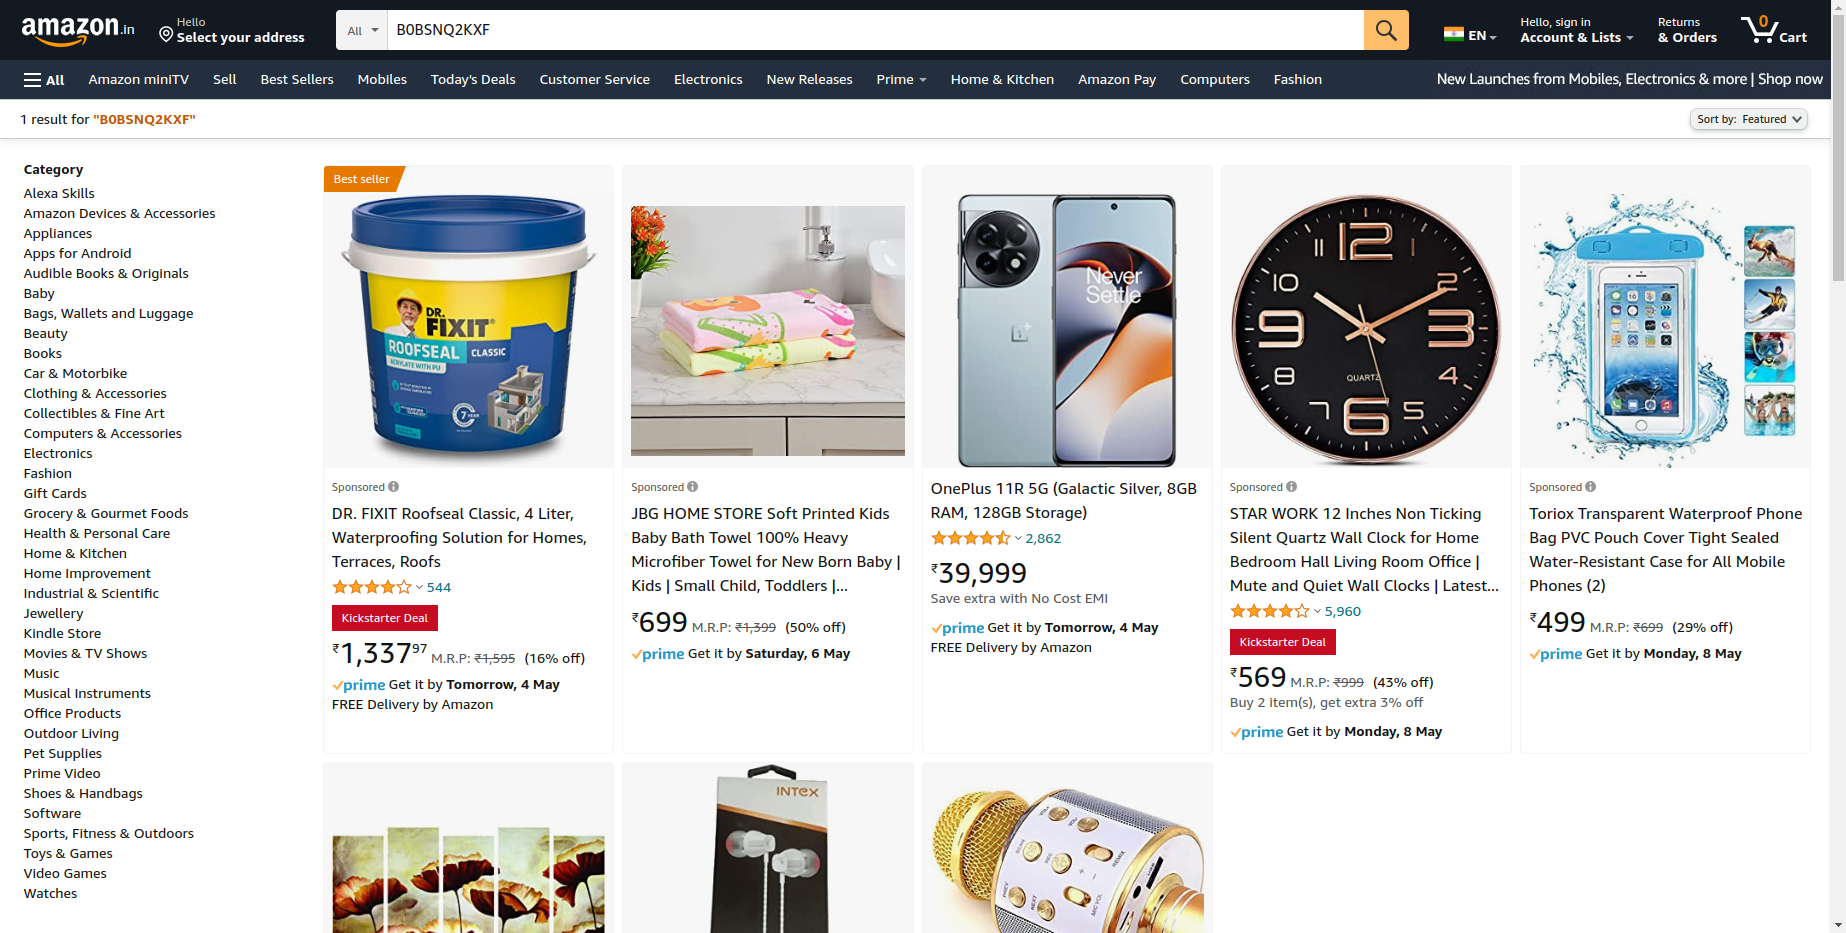 amazon.in
Hello
Select your address
All
B0BSNQ2KXF
EN
Hello, sign in
Account & Lists
Returns
& Orders
0
Cart
All
Amazon miniTV
Sell
Best Sellers
Mobiles
Today's Deals
Customer Service
Electronics
New Releases
Prime
Home & Kitchen
Amazon Pay
Computers
Fashion
New Launches from Mobiles, Electronics & more | Shop now
1 result for "B0BSNQ2KXF"
Sort by: Featured
Category
Alexa Skills
Amazon Devices & Accessories
Appliances
Apps for Android
Audible Books & Originals
Baby
Bags, Wallets and Luggage
Beauty
Books
Car & Motorbike
Clothing & Accessories
Collectibles & Fine Art
Computers & Accessories
Electronics
Fashion
Gift Cards
Grocery & Gourmet Foods
Health & Personal Care
Home & Kitchen
Home Improvement
Industrial & Scientific
Jewellery
Kindle Store
Movies & TV Shows
Music
Musical Instruments
Office Products
Outdoor Living
Pet Supplies
Prime Video
Shoes & Handbags
Software
Sports, Fitness & Outdoors
Toys & Games
Video Games
Watches
Best seller
DR.
FIXIT
ROOFSEAL CLASSIC
ACRYLATE WITH PU
7 YEAR
Sponsored
DR. FIXIT Roofseal Classic, 4 Liter,
Waterproofing Solution for Homes,
Terraces, Roofs
544
Kickstarter Deal
₹1,33797 M.R.P: ₹1,595 (16% off)
prime Get it by Tomorrow, 4 May
FREE Delivery by Amazon
Sponsored
JBG HOME STORE Soft Printed Kids
Baby Bath Towel 100% Heavy
Microfiber Towel for New Born Baby |
Kids | Small Child, Toddlers |...
₹699 M.R.P: ₹1,399 (50% off)
prime Get it by Saturday, 6 May
Never
Settle
OnePlus 11R 5G (Galactic Silver, 8GB
RAM, 128GB Storage)
2,862
₹39,999
Save extra with No Cost EMI
prime Get it by Tomorrow, 4 May
FREE Delivery by Amazon
12
10 2
9 3
QUARTZ
8 4
7 6 5
Sponsored
STAR WORK 12 Inches Non Ticking
Silent Quartz Wall Clock for Home
Bedroom Hall Living Room Office |
Mute and Quiet Wall Clocks | Latest...
5,960
Kickstarter Deal
₹569 M.R.P: ₹999 (43% off)
Buy 2 item(s), get extra 3% off
prime Get it by Monday, 8 May
Sponsored
Toriox Transparent Waterproof Phone
Bag PVC Pouch Cover Tight Sealed
Water-Resistant Case for All Mobile
Phones (2)
₹499 M.R.P: ₹699 (29% off)
prime Get it by Monday, 8 May
INTEX
VOL+
VOL-
SCAN
REC
REMIX
PREV
NEXT
MIC VOL